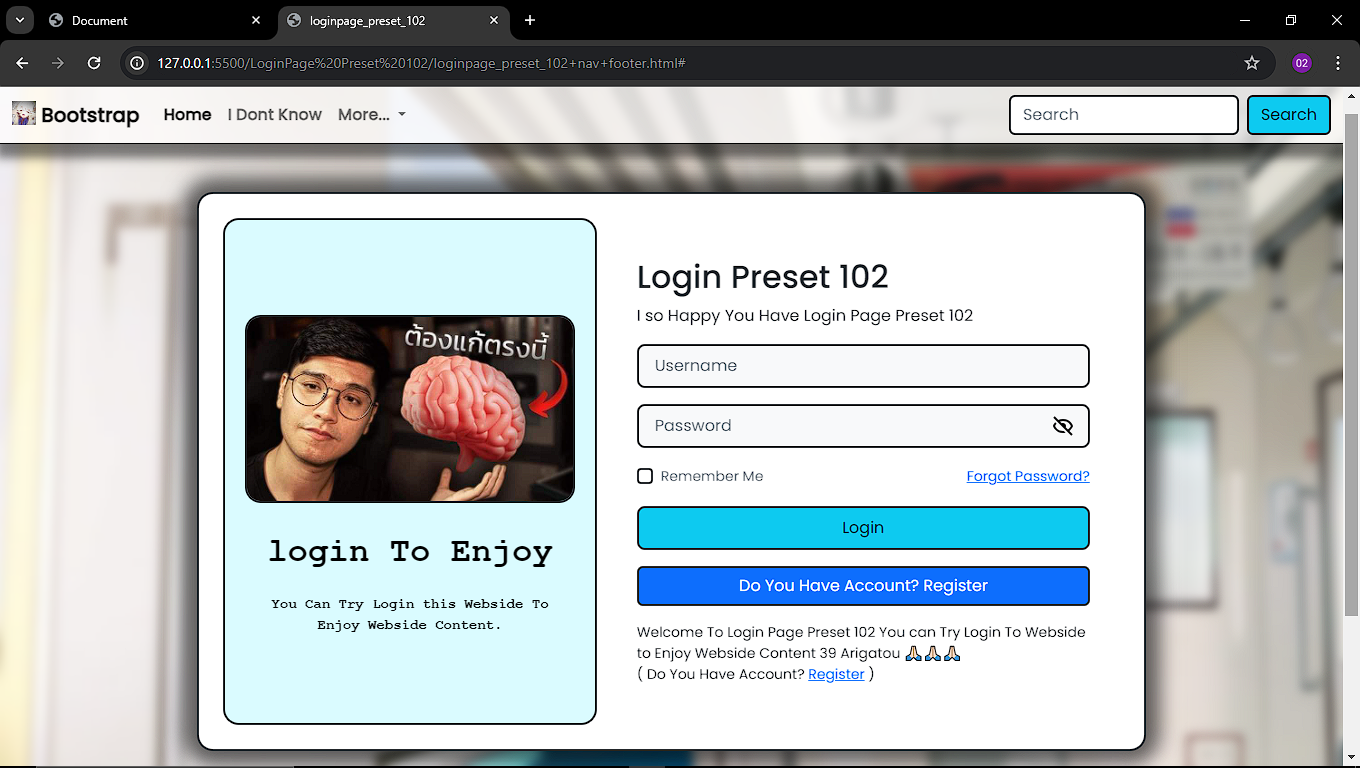 Document
loginpage_preset_102
127.0.0.1:5500/LoginPage%20Preset%20102/loginpage_preset_102+nav+footer.html#
02
Bootstrap
Home
I Dont Know
More...
Search
Search
ต้องแก้ตรงนี้
login To Enjoy
You Can Try Login this Webside To
Enjoy Webside Content.
Login Preset 102
I so Happy You Have Login Page Preset 102
Username
Password
Remember Me
Forgot Password?
Login
Do You Have Account? Register
Welcome To Login Page Preset 102 You can Try Login To Webside
to Enjoy Webside Content 39 Arigatou 🙏🏻🙏🏻🙏🏻
( Do You Have Account? Register )